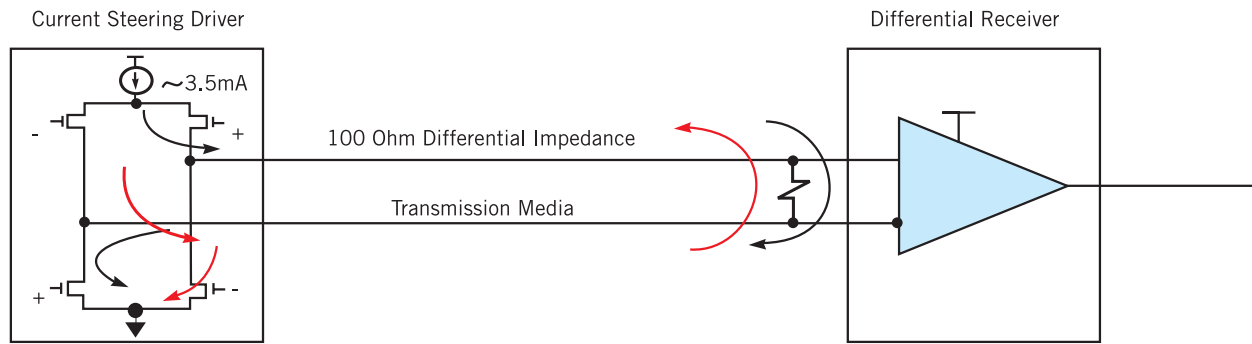 Current Steering Driver
Differential Receiver
~3.5mA
-
+
100 Ohm Differential Impedance
Transmission Media
+
-